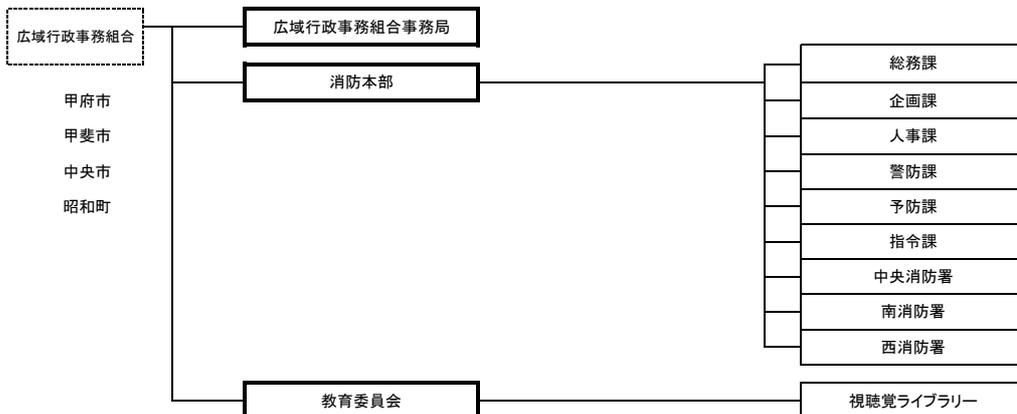 広域行政事務組合
甲府市
甲斐市
中央市
昭和町
広域行政事務組合事務局
消防本部
総務課
企画課
人事課
警防課
予防課
指令課
中央消防署
南消防署
西消防署
教育委員会
視聴覚ライブラリー